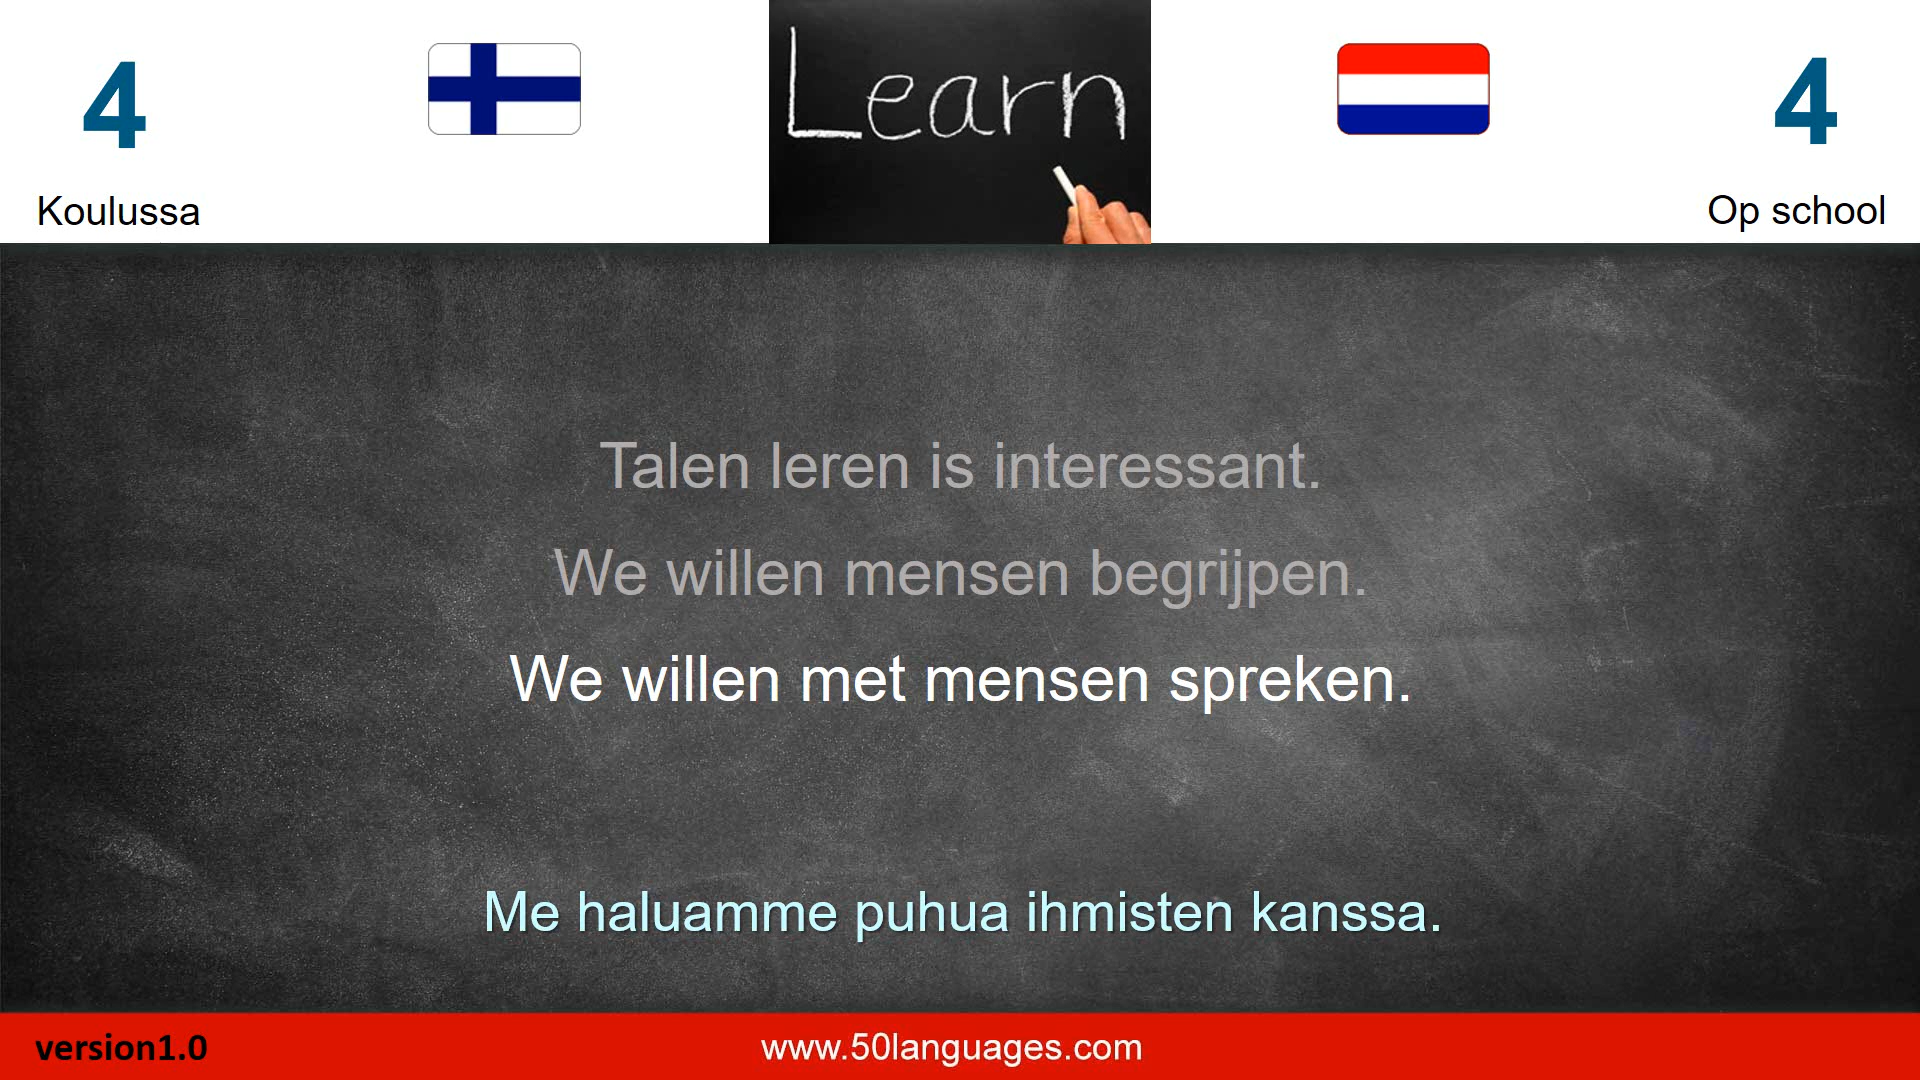 4
Learn
4
Koulussa
Op school
Talen leren is interessant.
We willen mensen begrijpen.
We willen met mensen spreken.
Me haluamme puhua ihmisten kanssa.
version1.0
www.50languages.com